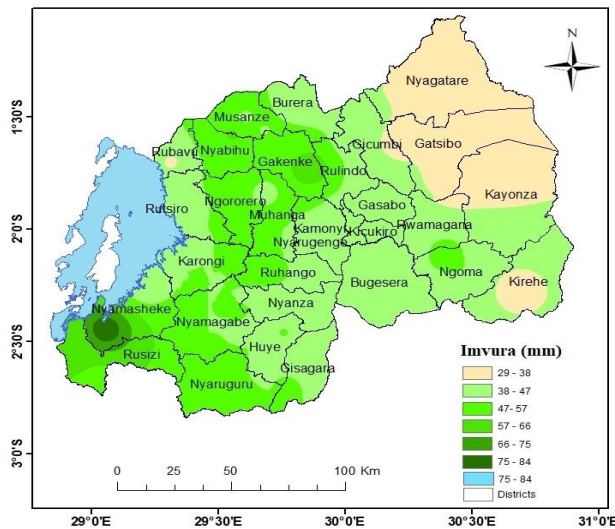 N
Nyagatare
Burera
Musanze
Gicumbi
Gatsibo
Rubavu
Nyabihu
Gakenke
Rulindo
Kayonza
Rutsiro
Ngororero
Muhanga
Gasabo
Kamonyi
Kicukiro
Rwamagana
Nyarugenge
Karongi
Ruhango
Bugesera
Ngoma
Kirehe
Nyamasheke
Nyamagabe
Nyanza
Rusizi
Huye
Gisagara
Nyaruguru
Imvura (mm)
29 - 38
38 - 47
47- 57
57 - 66
66 - 75
75 - 84
75 - 84
Districts
0 25 50 100 Km
1°30'S
2°0'S
2°30'S
3°0'S
29°0'E 29°30'E 30°0'E 30°30'E 31°0'E